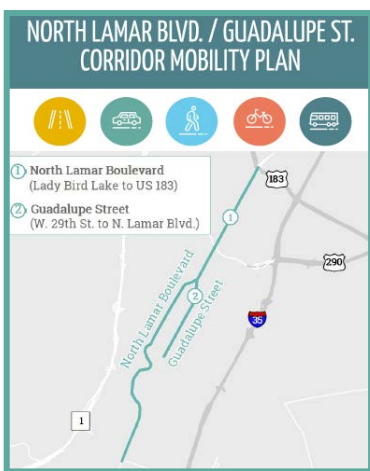 NORTH LAMAR BLVD. / GUADALUPE ST.
CORRIDOR MOBILITY PLAN
1 North Lamar Boulevard
(Lady Bird Lake to US 183)
2 Guadalupe Street
(W. 29th St. to N. Lamar Blvd.)
183
1
290
North Lamar Boulevard
2
Guadalupe Street
35
1